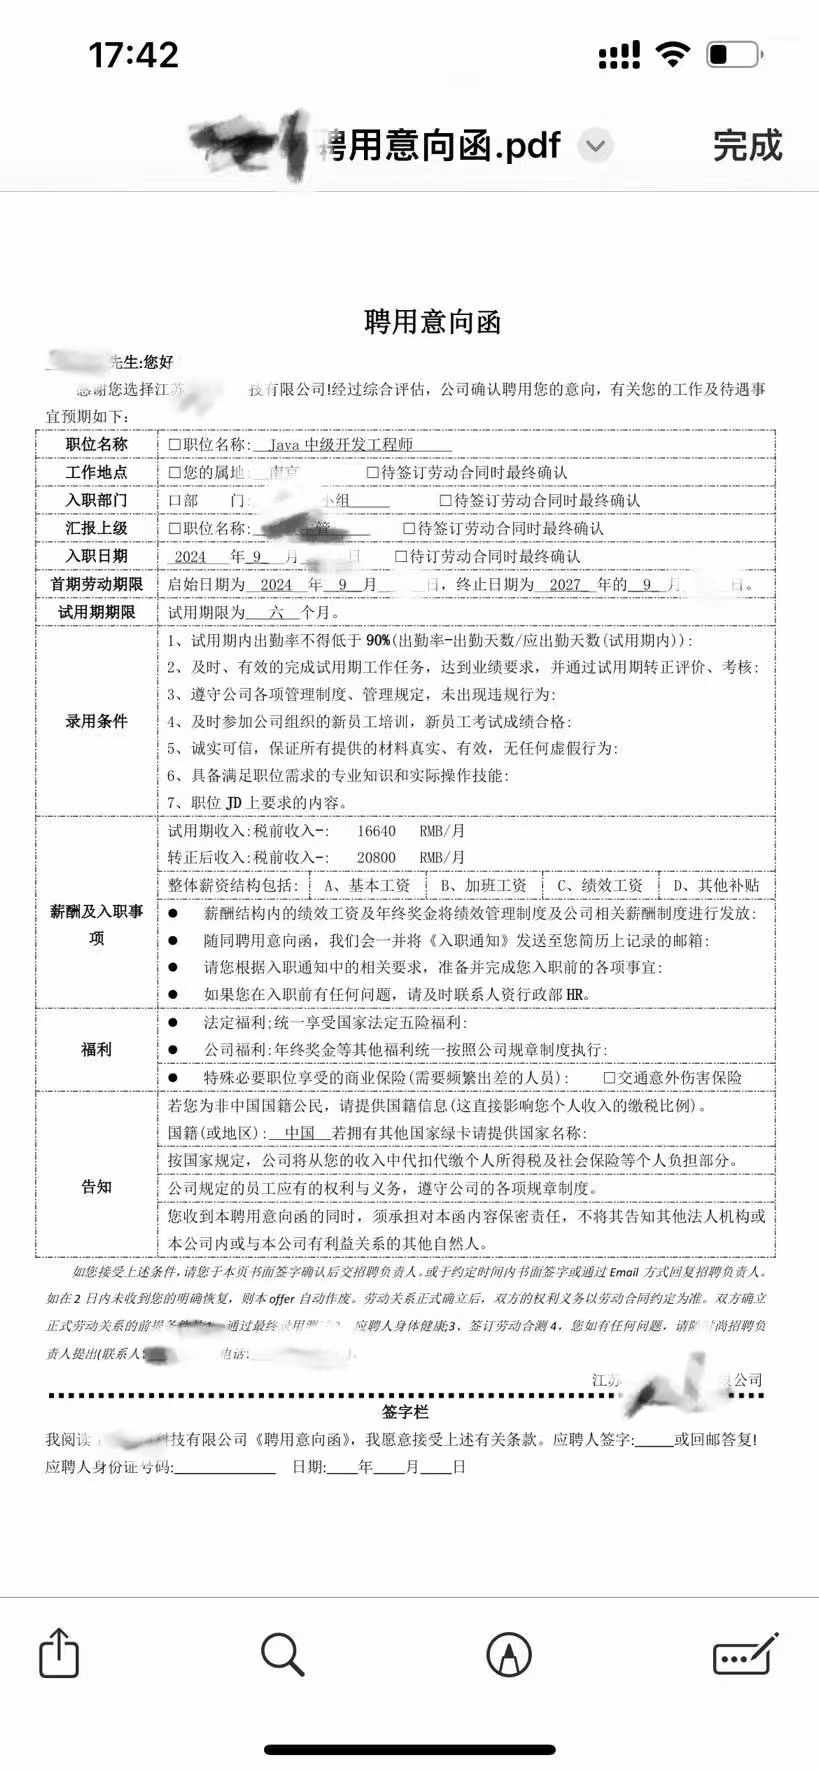 17:42
聘用意向函.pdf
完成
聘用意向函
先生:您好
感谢您选择江苏 技有限公司!经过综合评估，公司确认聘用您的意向，有关您的工作及待遇事
宜预期如下:
职位名称 □职位名称: Java 中级开发工程师
工作地点 □您的属地: 南京 □待签订劳动合同时最终确认
入职部门 口部 门: 小组 □待签订劳动合同时最终确认
汇报上级 □职位名称: 管 □待签订劳动合同时最终确认
入职日期 2024 年 9 月 日 □待订劳动合同时最终确认
首期劳动期限 启始日期为 2024 年 9 月 日，终止日期为 2027 年的 9 月 日。
试用期期限 试用期期限为 六 个月。
录用条件
1、试用期内出勤率不得低于 90%(出勤率-出勤天数/应出勤天数(试用期内)):
2、及时、有效的完成试用期工作任务，达到业绩要求，并通过试用期转正评价、考核:
3、遵守公司各项管理制度、管理规定，未出现违规行为:
4、及时参加公司组织的新员工培训，新员工考试成绩合格:
5、诚实可信，保证所有提供的材料真实、有效，无任何虚假行为:
6、具备满足职位需求的专业知识和实际操作技能:
7、职位 JD 上要求的内容。
薪酬及入职事
项
试用期收入:税前收入-: 16640 RMB/月
转正后收入:税前收入-: 20800 RMB/月
整体薪资结构包括: A、基本工资 B、加班工资 C、绩效工资 D、其他补贴
● 薪酬结构内的绩效工资及年终奖金将绩效管理制度及公司相关薪酬制度进行发放:
● 随同聘用意向函，我们会一并将《入职通知》发送至您简历上记录的邮箱:
● 请您根据入职通知中的相关要求，准备并完成您入职前的各项事宜:
● 如果您在入职前有任何问题，请及时联系人资行政部 HR。
福利
● 法定福利;统一享受国家法定五险福利:
● 公司福利:年终奖金等其他福利统一按照公司规章制度执行:
● 特殊必要职位享受的商业保险(需要频繁出差的人员): □交通意外伤害保险
告知
若您为非中国国籍公民，请提供国籍信息(这直接影响您个人收入的缴税比例)。
国籍(或地区): 中国 若拥有其他国家绿卡请提供国家名称:
按国家规定，公司将从您的收入中代扣代缴个人所得税及社会保险等个人负担部分。
公司规定的员工应有的权利与义务，遵守公司的各项规章制度。
您收到本聘用意向函的同时，须承担对本函内容保密责任，不将其告知其他法人机构或
本公司内或与本公司有利益关系的其他自然人。
如您接受上述条件,请您于本页书面签字确认后交招聘负责人。或于约定时间内书面签字或通过 Email 方式回复招聘负责人。
如在 2 日内未收到您的明确恢复，则本 offer 自动作废。劳动关系正式确立后，双方的权利义务以劳动合同约定为准。双方确立
正式劳动关系的前提 通过最终录用 应聘人身体健康;3、签订劳动合测 4，您如有任何问题，请 招聘负
责人提出(联系人: 电话:
江苏 公司
签字栏
我阅读 科技有限公司《聘用意向函》，我愿意接受上述有关条款。应聘人签字:_____或回邮答复!
应聘人身份证号码:_____________ 日期:____年____月____日